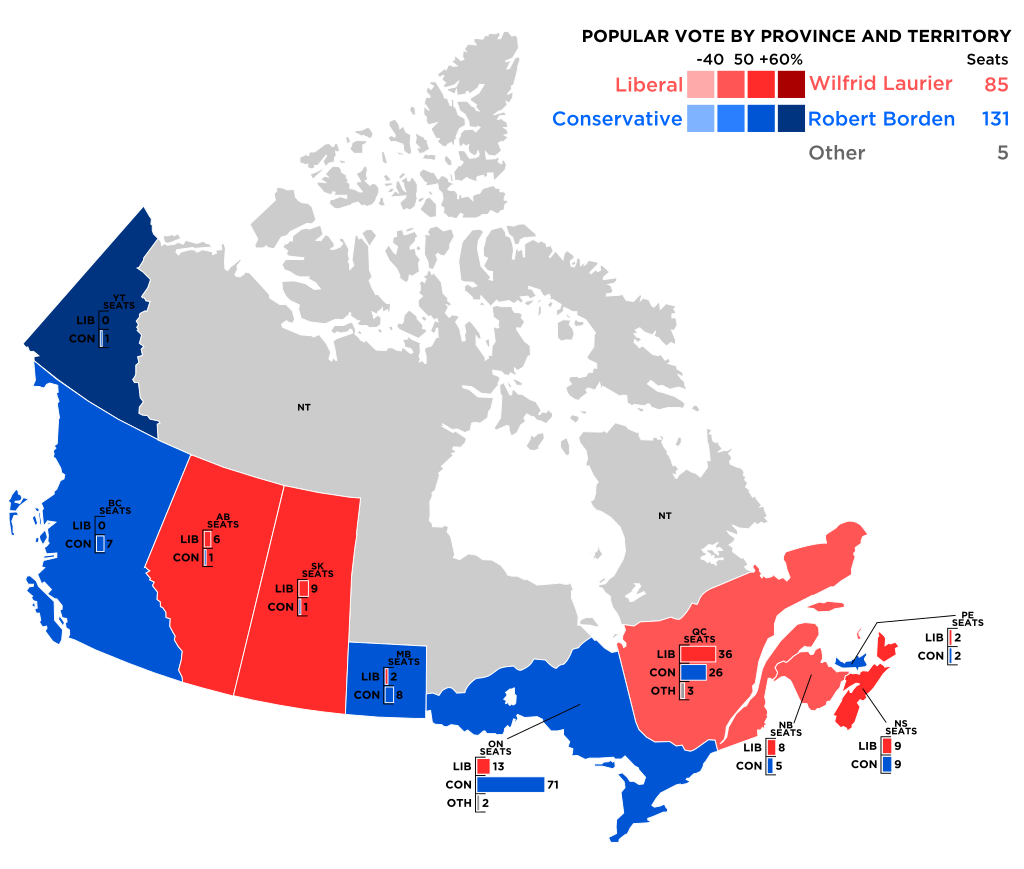 POPULAR VOTE BY PROVINCE AND TERRITORY
-40 50 +60% Seats
Liberal Wilfrid Laurier 85
Conservative Robert Borden 131
Other 5
YT
SEATS
LIB 0
CON 1
NT
BC
SEATS
LIB 0
CON 7
AB
SEATS
LIB 6
CON 1
SK
SEATS
LIB 9
CON 1
MB
SEATS
LIB 2
CON 8
NT
QC
SEATS
LIB 36
CON 26
OTH 3
PE
SEATS
LIB 2
CON 2
ON
SEATS
LIB 13
CON 71
OTH 2
NB
SEATS
LIB 8
CON 5
NS
SEATS
LIB 9
CON 9